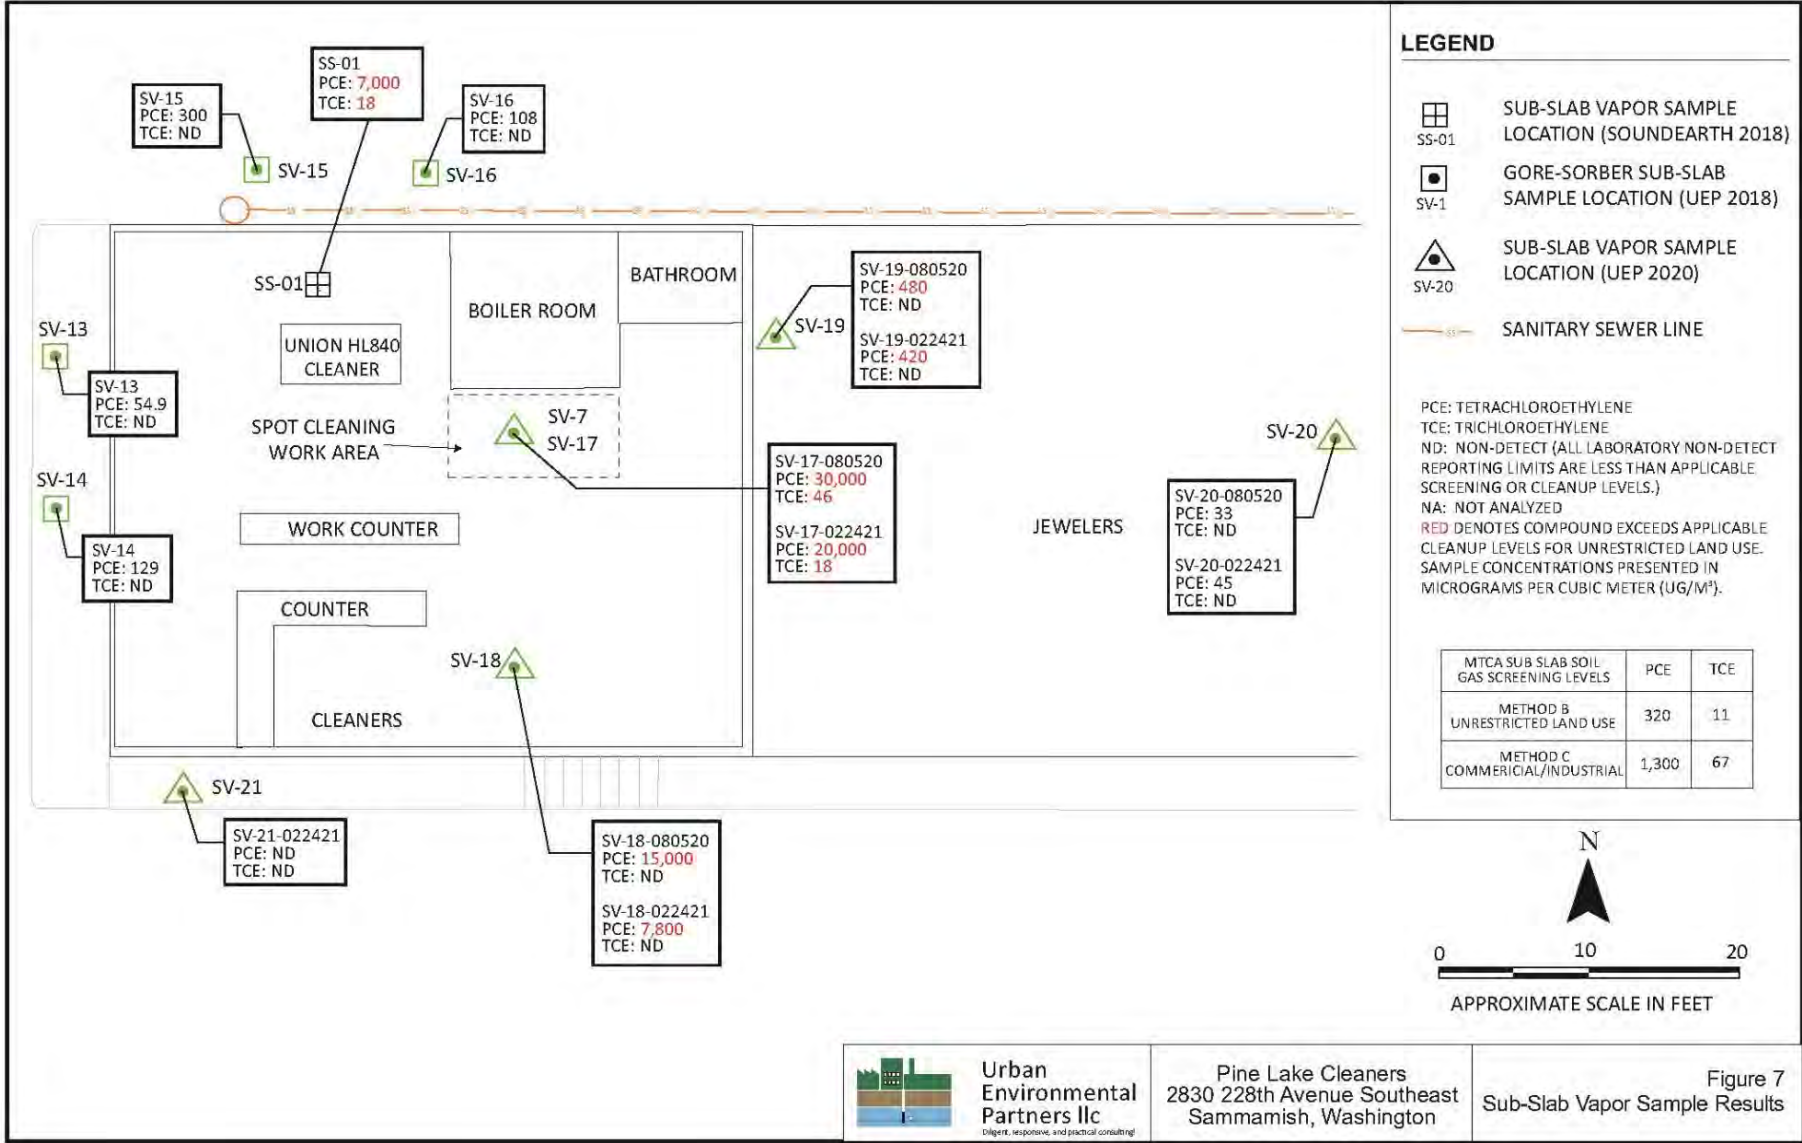 SS-01
PCE: 7,000
TCE: 18
SV-15
PCE: 300
TCE: ND
SV-16
PCE: 108
TCE: ND
SV-15
SV-16
SS-01
BOILER ROOM
BATHROOM
UNION HL840
CLEANER
SV-13
SV-13
PCE: 54.9
TCE: ND
SV-19
SV-19-080520
PCE: 480
TCE: ND
SV-19-022421
PCE: 420
TCE: ND
SPOT CLEANING
WORK AREA
SV-7
SV-17
SV-17-080520
PCE: 30,000
TCE: 46
SV-17-022421
PCE: 20,000
TCE: 18
SV-20
SV-20-080520
PCE: 33
TCE: ND
SV-20-022421
PCE: 45
TCE: ND
JEWELERS
SV-14
SV-14
PCE: 129
TCE: ND
WORK COUNTER
COUNTER
SV-18
CLEANERS
SV-21
SV-21-022421
PCE: ND
TCE: ND
SV-18-080520
PCE: 15,000
TCE: ND
SV-18-022421
PCE: 7,800
TCE: ND
LEGEND
SS-01
SUB-SLAB VAPOR SAMPLE
LOCATION (SOUNDEARTH 2018)
SV-1
GORE-SORBER SUB-SLAB
SAMPLE LOCATION (UEP 2018)
SV-20
SUB-SLAB VAPOR SAMPLE
LOCATION (UEP 2020)
SS
SANITARY SEWER LINE
PCE: TETRACHLOROETHYLENE
TCE: TRICHLOROETHYLENE
ND: NON-DETECT (ALL LABORATORY NON-DETECT
REPORTING LIMITS ARE LESS THAN APPLICABLE
SCREENING OR CLEANUP LEVELS.)
NA: NOT ANALYZED
RED DENOTES COMPOUND EXCEEDS APPLICABLE
CLEANUP LEVELS FOR UNRESTRICTED LAND USE.
SAMPLE CONCENTRATIONS PRESENTED IN
MICROGRAMS PER CUBIC METER (UG/M³).
MTCA SUB SLAB SOIL
GAS SCREENING LEVELS
PCE
TCE
METHOD B
UNRESTRICTED LAND USE
320
11
METHOD C
COMMERICIAL/INDUSTRIAL
1,300
67
N
0 10 20
APPROXIMATE SCALE IN FEET
Urban
Environmental
Partners llc
Diligent, responsive, and practical consulting!
Pine Lake Cleaners
2830 228th Avenue Southeast
Sammamish, Washington
Figure 7
Sub-Slab Vapor Sample Results